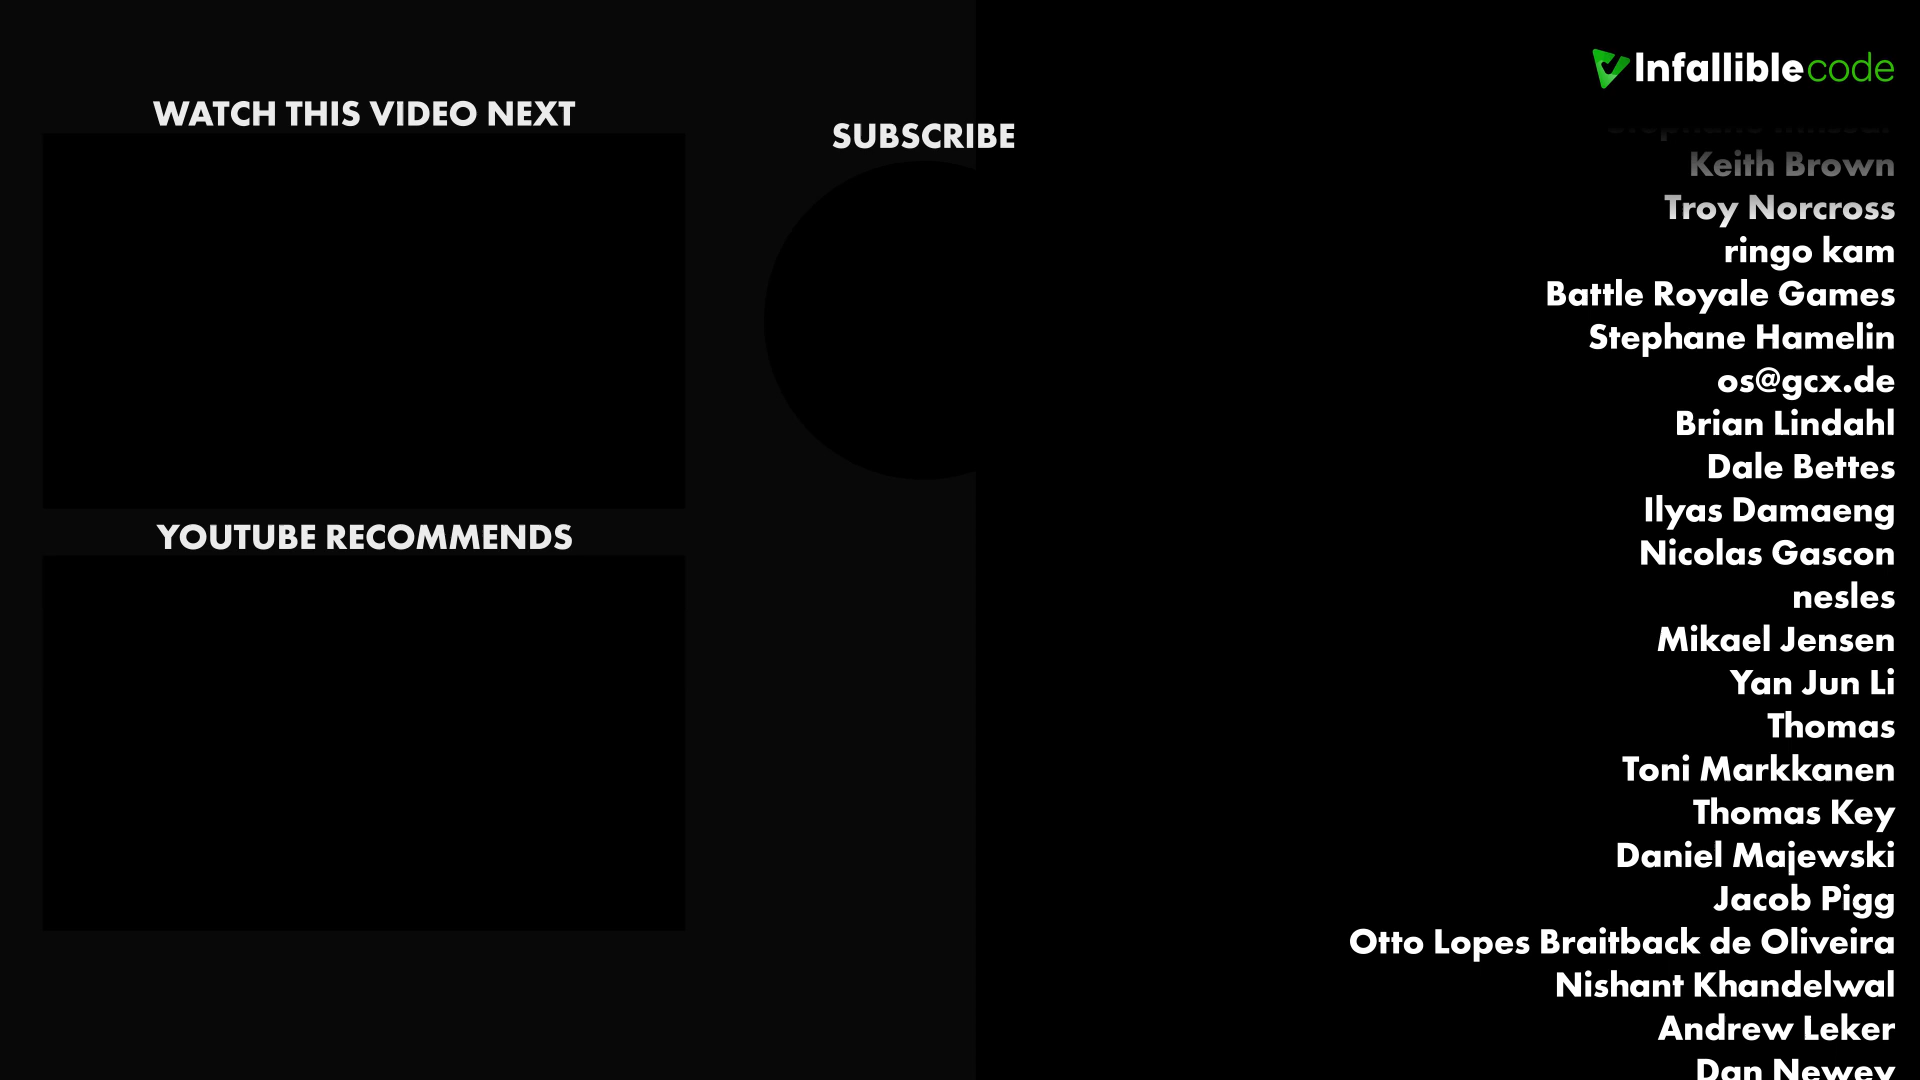 WATCH THIS VIDEO NEXT
YOUTUBE RECOMMENDS
SUBSCRIBE
Infalliblecode
Keith Brown
Troy Norcross
ringo kam
Battle Royale Games
Stephane Hamelin
os@gcx.de
Brian Lindahl
Dale Bettes
Ilyas Damaeng
Nicolas Gascon
nesles
Mikael Jensen
Yan Jun Li
Thomas
Toni Markkanen
Thomas Key
Daniel Majewski
Jacob Pigg
Otto Lopes Braitback de Oliveira
Nishant Khandelwal
Andrew Leker
Dan Newey